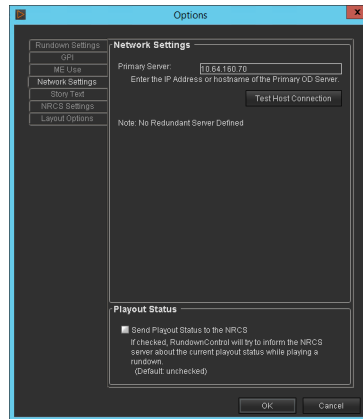 Options
x
Rundown Settings
GPI
ME Use
Network Settings
Story Text
NRCS Settings
Layout Options
Network Settings
Primary Server: 10.64.160.70
Enter the IP Address or hostname of the Primary OD Server.
Test Host Connection
Note: No Redundant Server Defined
Playout Status
Send Playout Status to the NRCS
If checked, RundownControl will try to inform the NRCS
server about the current playout status while playing a
rundown.
(Default: unchecked)
OK Cancel